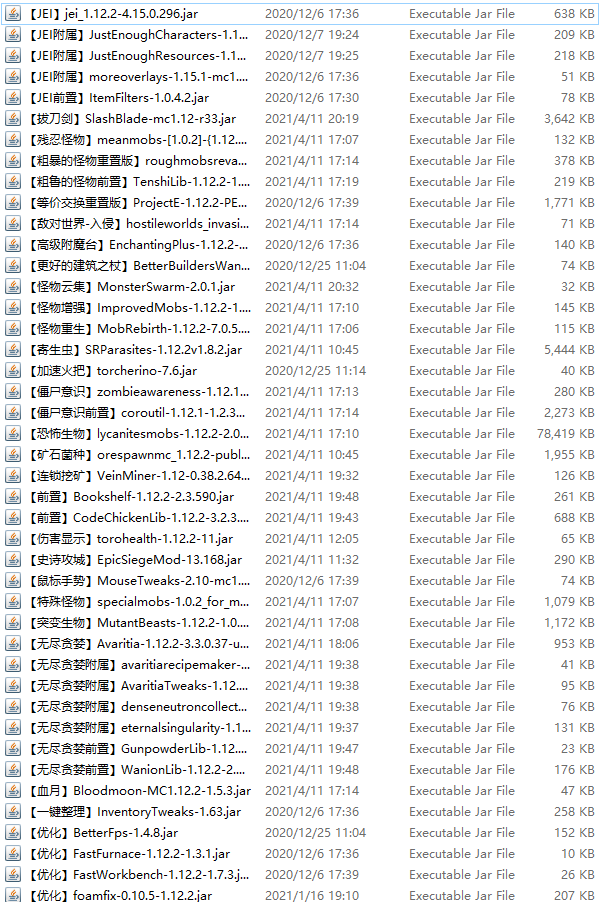 【JEI】jei_1.12.2-4.15.0.296.jar 2020/12/6 17:36 Executable Jar File 638 KB
【JEI附属】JustEnoughCharacters-1.1... 2020/12/7 19:24 Executable Jar File 209 KB
【JEI附属】JustEnoughResources-1.1... 2020/12/7 19:25 Executable Jar File 218 KB
【JEI附属】moreoverlays-1.15.1-mc1.... 2020/12/6 17:36 Executable Jar File 51 KB
【JEI前置】ItemFilters-1.0.4.2.jar 2020/12/6 17:30 Executable Jar File 78 KB
【拔刀剑】SlashBlade-mc1.12-r33.jar 2021/4/11 20:19 Executable Jar File 3,642 KB
【残忍怪物】meanmobs-[1.0.2]-(1.12.... 2021/4/11 17:07 Executable Jar File 132 KB
【粗暴的怪物重置版】roughmobsreva... 2021/4/11 17:14 Executable Jar File 378 KB
【粗鲁的怪物前置】TenshiLib-1.12.2-1.... 2021/4/11 17:19 Executable Jar File 219 KB
【等价交换重置版】ProjectE-1.12.2-PE... 2020/12/6 17:39 Executable Jar File 1,771 KB
【敌对世界-入侵】hostileworlds_invasi... 2021/4/11 17:14 Executable Jar File 71 KB
【高级附魔台】EnchantingPlus-1.12.2-... 2020/12/6 17:36 Executable Jar File 140 KB
【更好的建筑之杖】BetterBuildersWan... 2020/12/25 11:04 Executable Jar File 74 KB
【怪物云集】MonsterSwarm-2.0.1.jar 2021/4/11 20:32 Executable Jar File 32 KB
【怪物增强】ImprovedMobs-1.12.2-1.... 2021/4/11 17:10 Executable Jar File 145 KB
【怪物重生】MobRebirth-1.12.2-7.0.5.... 2021/4/11 17:06 Executable Jar File 115 KB
【寄生虫】SRParasites-1.12.2v1.8.2.jar 2021/4/11 10:45 Executable Jar File 5,444 KB
【加速火把】torcherino-7.6.jar 2020/12/25 11:14 Executable Jar File 40 KB
【僵尸意识】zombieawareness-1.12.1... 2021/4/11 17:13 Executable Jar File 280 KB
【僵尸意识前置】coroutil-1.12.1-1.2.3... 2021/4/11 17:14 Executable Jar File 2,273 KB
【恐怖生物】lycanitesmobs-1.12.2-2.0... 2021/4/11 17:10 Executable Jar File 78,419 KB
【矿石菌种】orespawnmc_1.12.2-publ... 2021/4/11 10:45 Executable Jar File 1,955 KB
【连锁挖矿】VeinMiner-1.12-0.38.2.64... 2021/4/11 19:32 Executable Jar File 126 KB
【前置】Bookshelf-1.12.2-2.3.590.jar 2021/4/11 19:48 Executable Jar File 261 KB
【前置】CodeChickenLib-1.12.2-3.2.3.... 2021/4/11 19:43 Executable Jar File 688 KB
【伤害显示】torohealth-1.12.2-11.jar 2021/4/11 12:05 Executable Jar File 65 KB
【史诗攻城】EpicSiegeMod-13.168.jar 2021/4/11 11:32 Executable Jar File 290 KB
【鼠标手势】MouseTweaks-2.10-mc1.... 2020/12/6 17:39 Executable Jar File 74 KB
【特殊怪物】specialmobs-1.0.2_for_m... 2021/4/11 17:07 Executable Jar File 1,079 KB
【突变生物】MutantBeasts-1.12.2-1.0.... 2021/4/11 17:08 Executable Jar File 1,172 KB
【无尽贪婪】Avaritia-1.12.2-3.3.0.37-u... 2021/4/11 18:06 Executable Jar File 953 KB
【无尽贪婪附属】avaritiarecipemaker-... 2021/4/11 19:38 Executable Jar File 41 KB
【无尽贪婪附属】AvaritiaTweaks-1.12.... 2021/4/11 19:38 Executable Jar File 95 KB
【无尽贪婪附属】denseneutroncollect... 2021/4/11 19:38 Executable Jar File 76 KB
【无尽贪婪附属】eternalsingularity-1.1... 2021/4/11 19:37 Executable Jar File 131 KB
【无尽贪婪前置】GunpowderLib-1.12.... 2021/4/11 19:47 Executable Jar File 23 KB
【无尽贪婪前置】WanionLib-1.12.2-2.... 2021/4/11 19:48 Executable Jar File 176 KB
【血月】Bloodmoon-MC1.12.2-1.5.3.jar 2021/4/11 17:14 Executable Jar File 47 KB
【一键整理】InventoryTweaks-1.63.jar 2020/12/6 17:36 Executable Jar File 258 KB
【优化】BetterFps-1.4.8.jar 2020/12/25 11:04 Executable Jar File 152 KB
【优化】FastFurnace-1.12.2-1.3.1.jar 2020/12/6 17:36 Executable Jar File 10 KB
【优化】FastWorkbench-1.12.2-1.7.3.j... 2020/12/6 17:39 Executable Jar File 26 KB
【优化】foamfix-0.10.5-1.12.2.jar 2021/1/16 19:10 Executable Jar File 207 KB